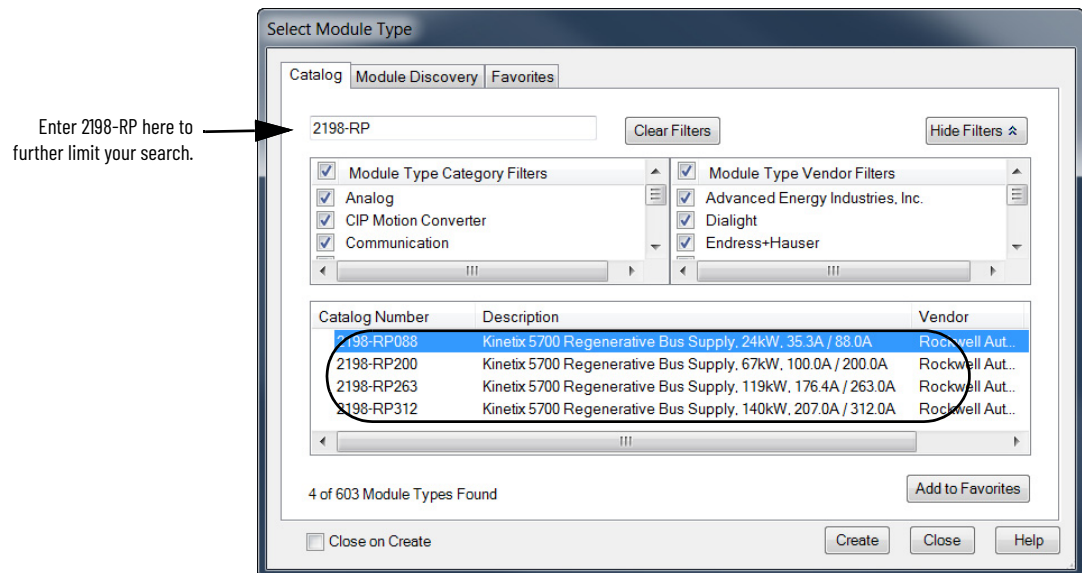 Select Module Type
Catalog
Module Discovery
Favorites
Enter 2198-RP here to
further limit your search.
2198-RP
Clear Filters
Hide Filters
Module Type Category Filters
Analog
CIP Motion Converter
Communication
Module Type Vendor Filters
Advanced Energy Industries, Inc.
Dialight
Endress+Hauser
Catalog Number Description Vendor
2198-RP088 Kinetix 5700 Regenerative Bus Supply, 24kW, 35.3A / 88.0A Rockwell Aut...
2198-RP200 Kinetix 5700 Regenerative Bus Supply, 67kW, 100.0A / 200.0A Rockwell Aut...
2198-RP263 Kinetix 5700 Regenerative Bus Supply, 119kW, 176.4A / 263.0A Rockwell Aut...
2198-RP312 Kinetix 5700 Regenerative Bus Supply, 140kW, 207.0A / 312.0A Rockwell Aut...
4 of 603 Module Types Found
Add to Favorites
Close on Create
Create
Close
Help